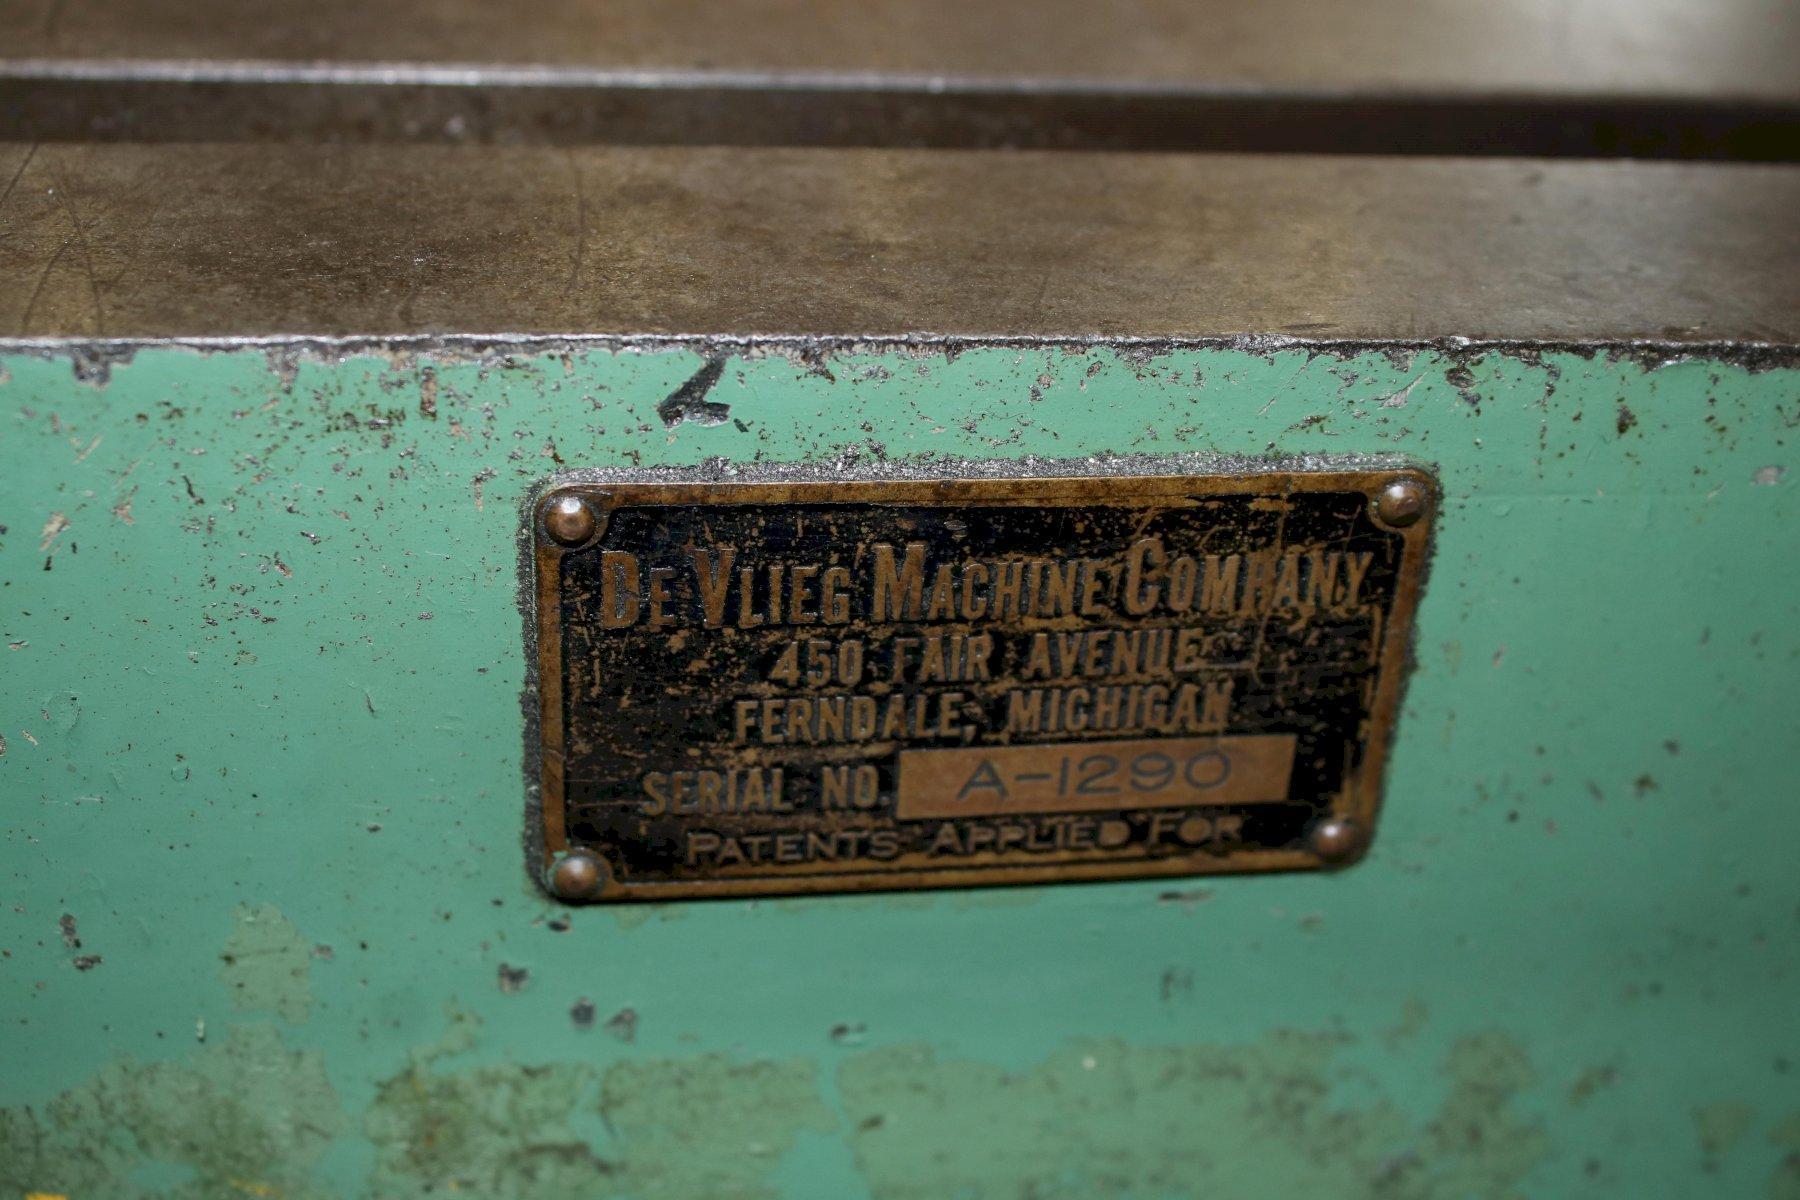 DE VLIEG MACHINE COMPANY
450 FAIR AVENUE
FERNDALE, MICHIGAN
SERIAL NO. A-1290
PATENTS APPLIED FOR